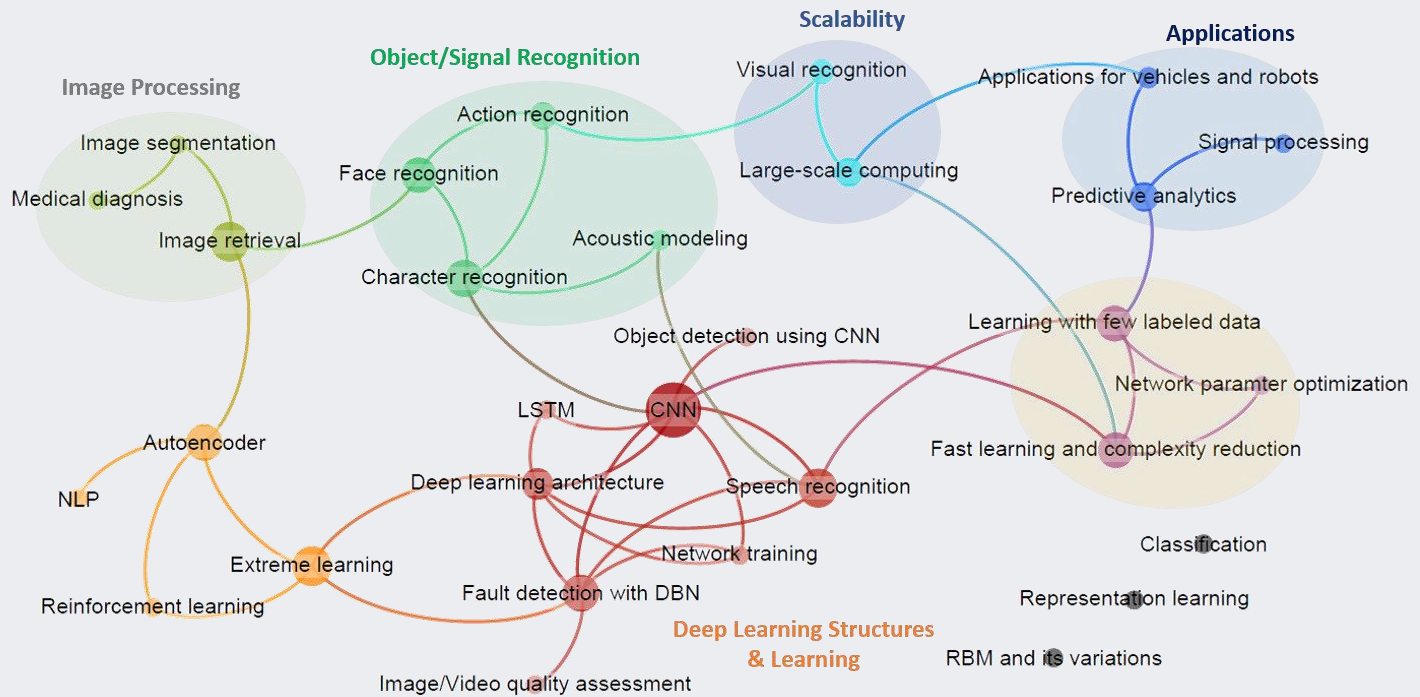 Scalability
Applications
Object/Signal Recognition
Image Processing
Visual recognition
Applications for vehicles and robots
Action recognition
Image segmentation
Signal processing
Face recognition
Large-scale computing
Medical diagnosis
Predictive analytics
Image retrieval
Acoustic modeling
Character recognition
Learning with few labeled data
Object detection using CNN
Network paramter optimization
LSTM
CNN
Autoencoder
Fast learning and complexity reduction
Deep learning architecture
Speech recognition
NLP
Classification
Network training
Extreme learning
Fault detection with DBN
Representation learning
Reinforcement learning
Deep Learning Structures
& Learning
RBM and its variations
Image/Video quality assessment